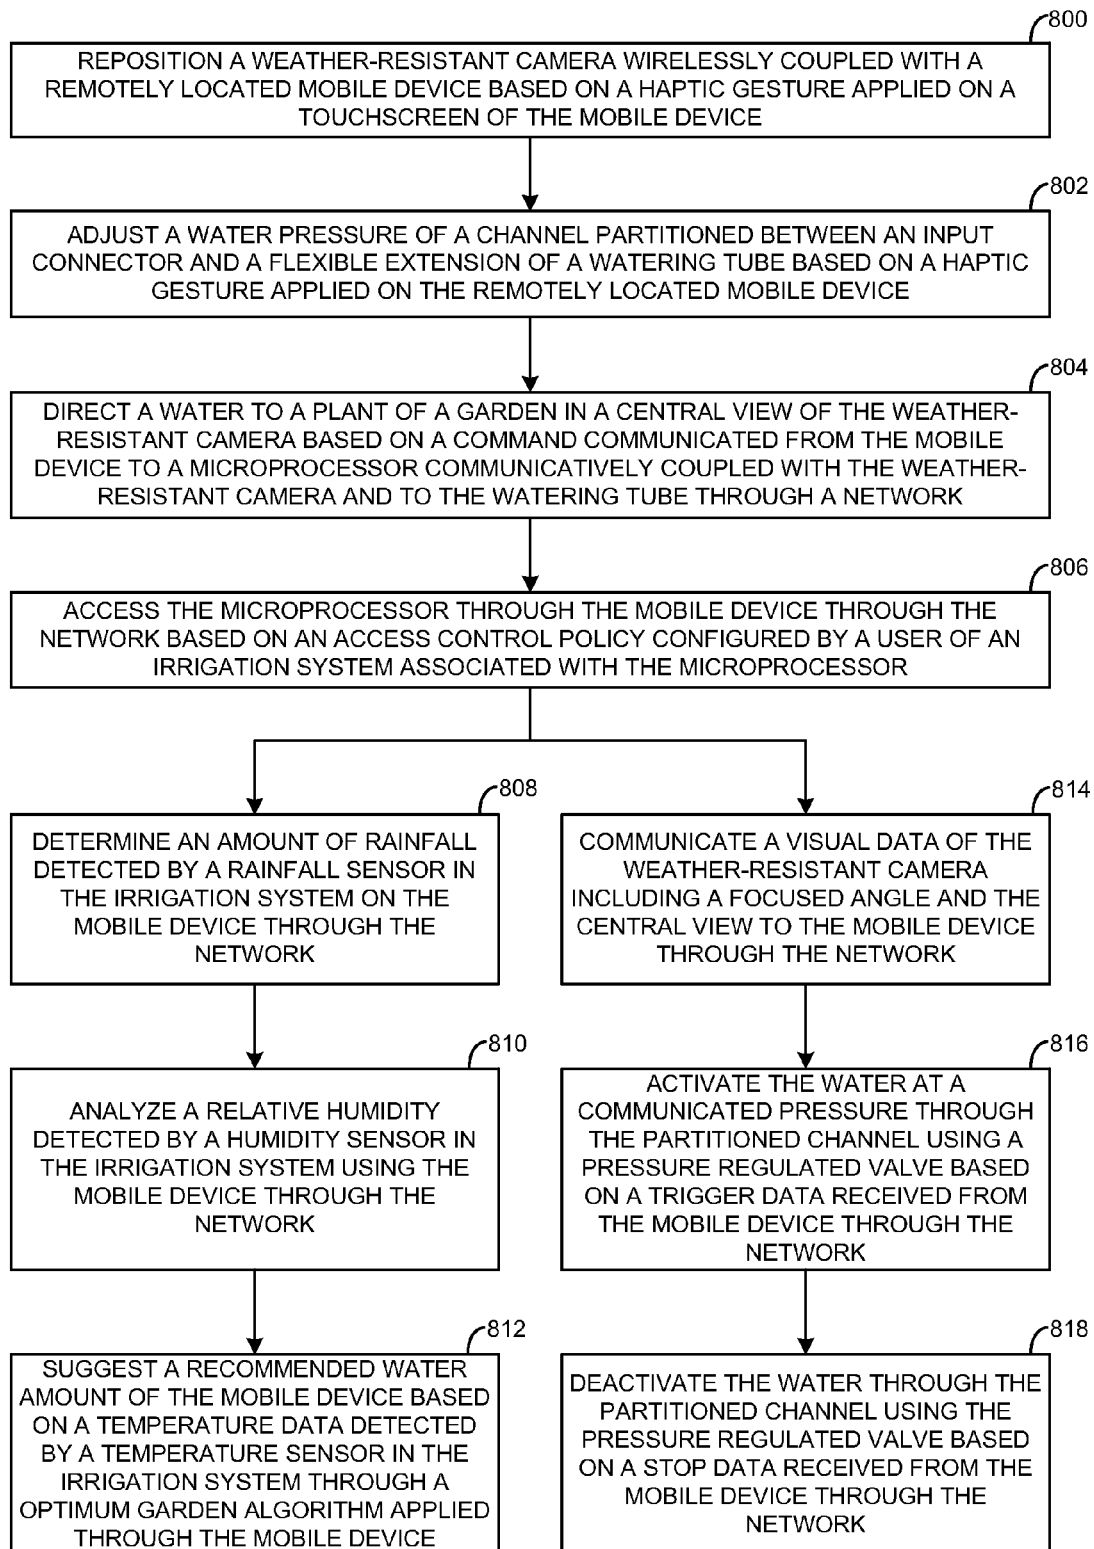 800
REPOSITION A WEATHER-RESISTANT CAMERA WIRELESSLY COUPLED WITH A
REMOTELY LOCATED MOBILE DEVICE BASED ON A HAPTIC GESTURE APPLIED ON A
TOUCHSCREEN OF THE MOBILE DEVICE
802
ADJUST A WATER PRESSURE OF A CHANNEL PARTITIONED BETWEEN AN INPUT
CONNECTOR AND A FLEXIBLE EXTENSION OF A WATERING TUBE BASED ON A HAPTIC
GESTURE APPLIED ON THE REMOTELY LOCATED MOBILE DEVICE
804
DIRECT A WATER TO A PLANT OF A GARDEN IN A CENTRAL VIEW OF THE WEATHER-
RESISTANT CAMERA BASED ON A COMMAND COMMUNICATED FROM THE MOBILE
DEVICE TO A MICROPROCESSOR COMMUNICATIVELY COUPLED WITH THE WEATHER-
RESISTANT CAMERA AND TO THE WATERING TUBE THROUGH A NETWORK
806
ACCESS THE MICROPROCESSOR THROUGH THE MOBILE DEVICE THROUGH THE
NETWORK BASED ON AN ACCESS CONTROL POLICY CONFIGURED BY A USER OF AN
IRRIGATION SYSTEM ASSOCIATED WITH THE MICROPROCESSOR
808
DETERMINE AN AMOUNT OF RAINFALL
DETECTED BY A RAINFALL SENSOR IN
THE IRRIGATION SYSTEM ON THE
MOBILE DEVICE THROUGH THE
NETWORK
810
ANALYZE A RELATIVE HUMIDITY
DETECTED BY A HUMIDITY SENSOR IN
THE IRRIGATION SYSTEM USING THE
MOBILE DEVICE THROUGH THE
NETWORK
812
SUGGEST A RECOMMENDED WATER
AMOUNT OF THE MOBILE DEVICE BASED
ON A TEMPERATURE DATA DETECTED
BY A TEMPERATURE SENSOR IN THE
IRRIGATION SYSTEM THROUGH A
OPTIMUM GARDEN ALGORITHM APPLIED
THROUGH THE MOBILE DEVICE
814
COMMUNICATE A VISUAL DATA OF THE
WEATHER-RESISTANT CAMERA
INCLUDING A FOCUSED ANGLE AND THE
CENTRAL VIEW TO THE MOBILE DEVICE
THROUGH THE NETWORK
816
ACTIVATE THE WATER AT A
COMMUNICATED PRESSURE THROUGH
THE PARTITIONED CHANNEL USING A
PRESSURE REGULATED VALVE BASED
ON A TRIGGER DATA RECEIVED FROM
THE MOBILE DEVICE THROUGH THE
NETWORK
818
DEACTIVATE THE WATER THROUGH THE
PARTITIONED CHANNEL USING THE
PRESSURE REGULATED VALVE BASED
ON A STOP DATA RECEIVED FROM THE
MOBILE DEVICE THROUGH THE
NETWORK